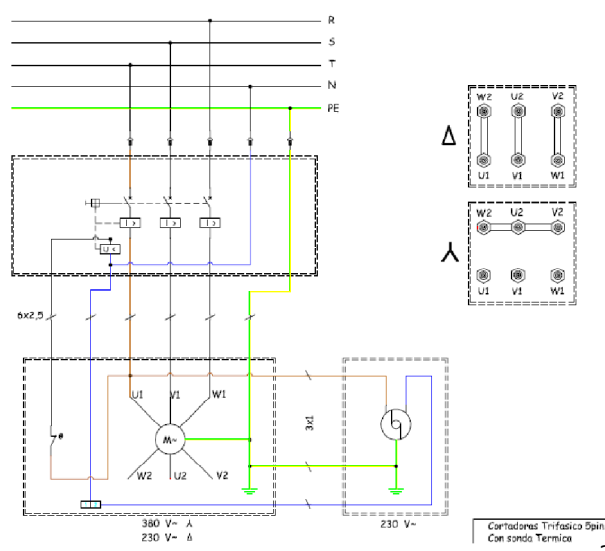 R
S
T
N
PE
W2 U2 V2
Δ
U1 V1 W1
W2 U2 V2
U1 V1 W1
I > I > I >
U <
6x2,5
U1 V1 W1
M~
W2 U2 V2
3x1
380 V~ ⅄
230 V~ Δ
230 V~
Cortadoras Trifasico 5pin
Con sonda Termica